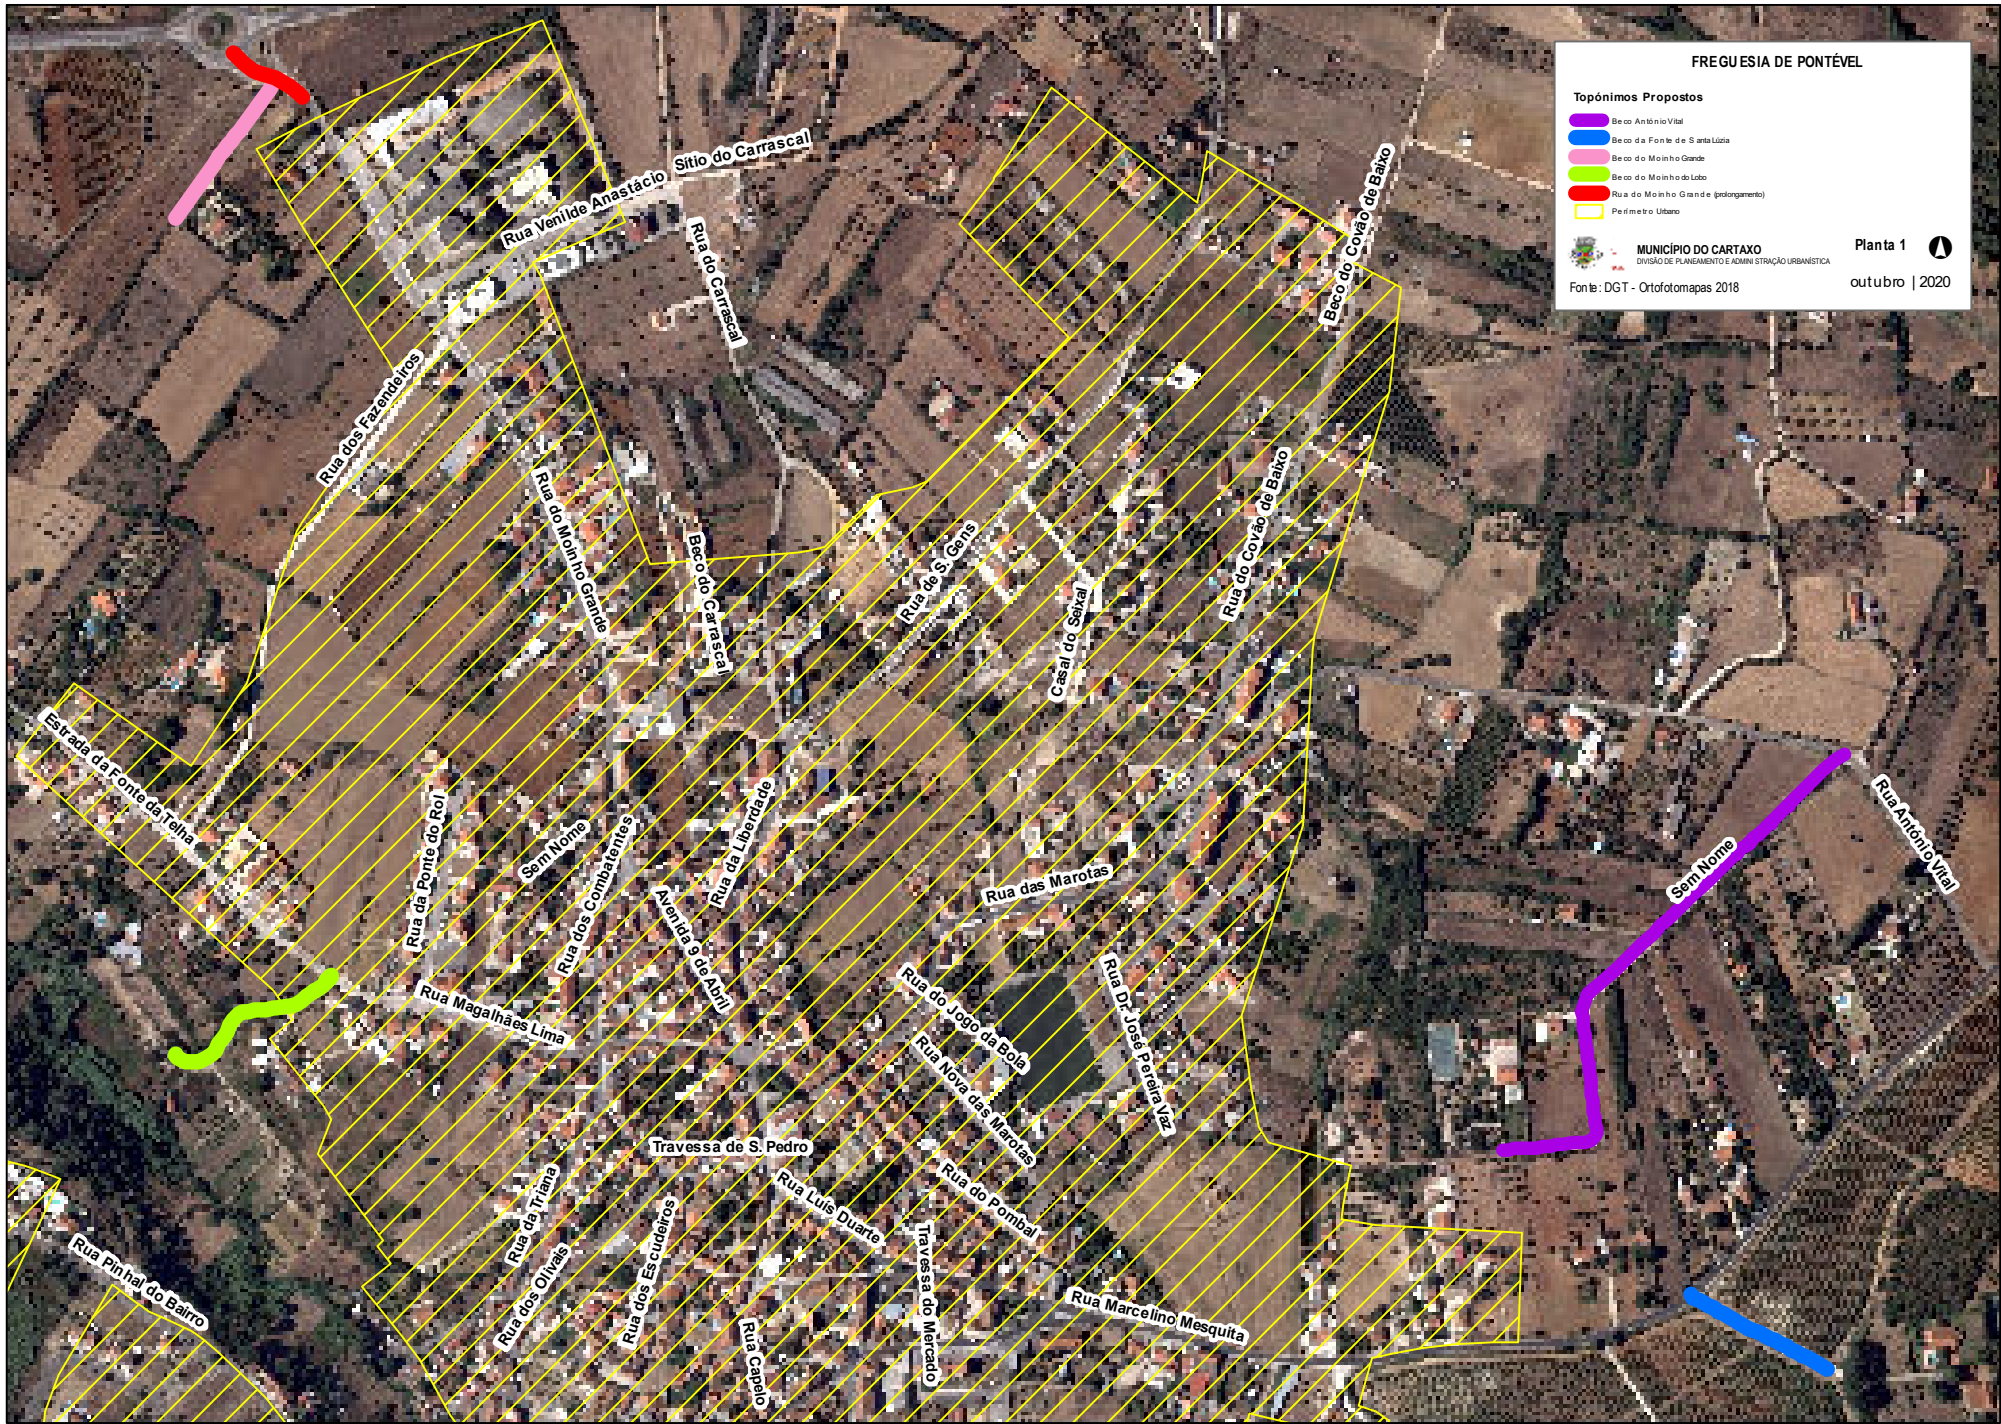 FREGUESIA DE PONTÉVEL
Topónimos Propostos
Beco António Vital
Beco da Fonte de Santa Lúzia
Beco do Moinho Grande
Beco do Moinho do Lobo
Rua do Moinho Grande (prolongamento)
Perímetro Urbano
MUNICÍPIO DO CARTAXO
DIVISÃO DE PLANEAMENTO E ADMINISTRAÇÃO URBANÍSTICA
Planta 1
Fonte: DGT - Ortofotomapas 2018
outubro | 2020
Sítio do Carrascal
Rua Venilde Anastácio
Rua do Carrascal
Beco do Covão de Baixo
Rua dos Fazendeiros
Rua do Moinho Grande
Beco do Carrascal
Rua de S. Gens
Casal do Seixal
Rua do Covão de Baixo
Estrada da Fonte da Telha
Rua da Ponte do Rol
Sem Nome
Rua dos Combatentes
Rua da Liberdade
Avenida 9 de Abril
Rua das Marotas
Sem Nome
Rua António Vital
Rua Magalhães Lima
Rua do Jogo da Bola
Rua Nova das Marotas
Rua Dr. José Pereira Vaz
Travessa de S. Pedro
Rua da Triana
Rua dos Olivais
Rua dos Escudeiros
Rua Luís Duarte
Rua do Pombal
Travessa do Mercado
Rua Capelo
Rua Marcelino Mesquita
Rua Pinhal do Bairro